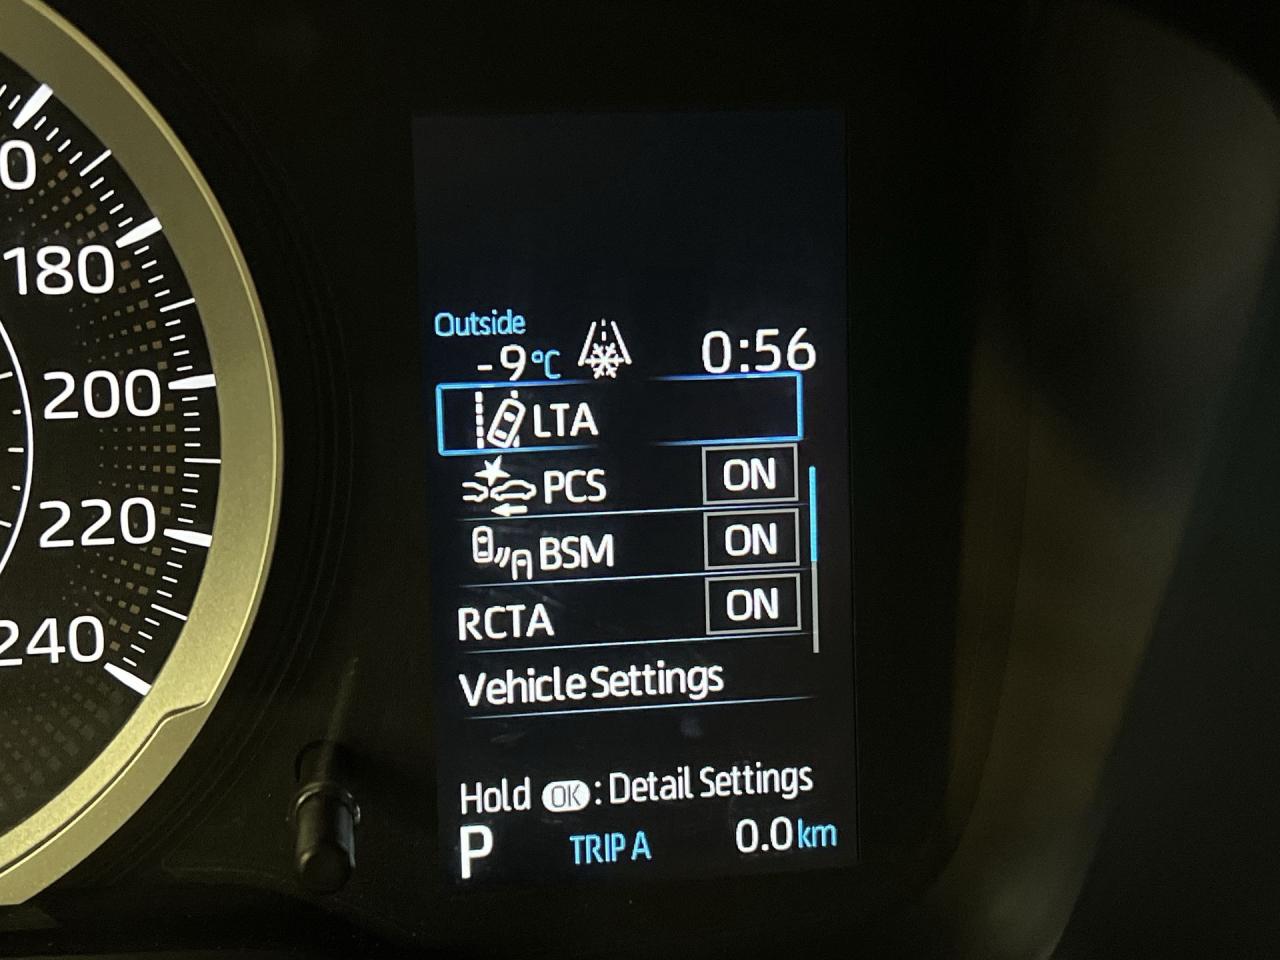 0
180
200
220
240
Outside
-9°C 0:56
LTA
PCS ON
BSM ON
RCTA ON
Vehicle Settings
Hold OK : Detail Settings
P TRIP A 0.0 km